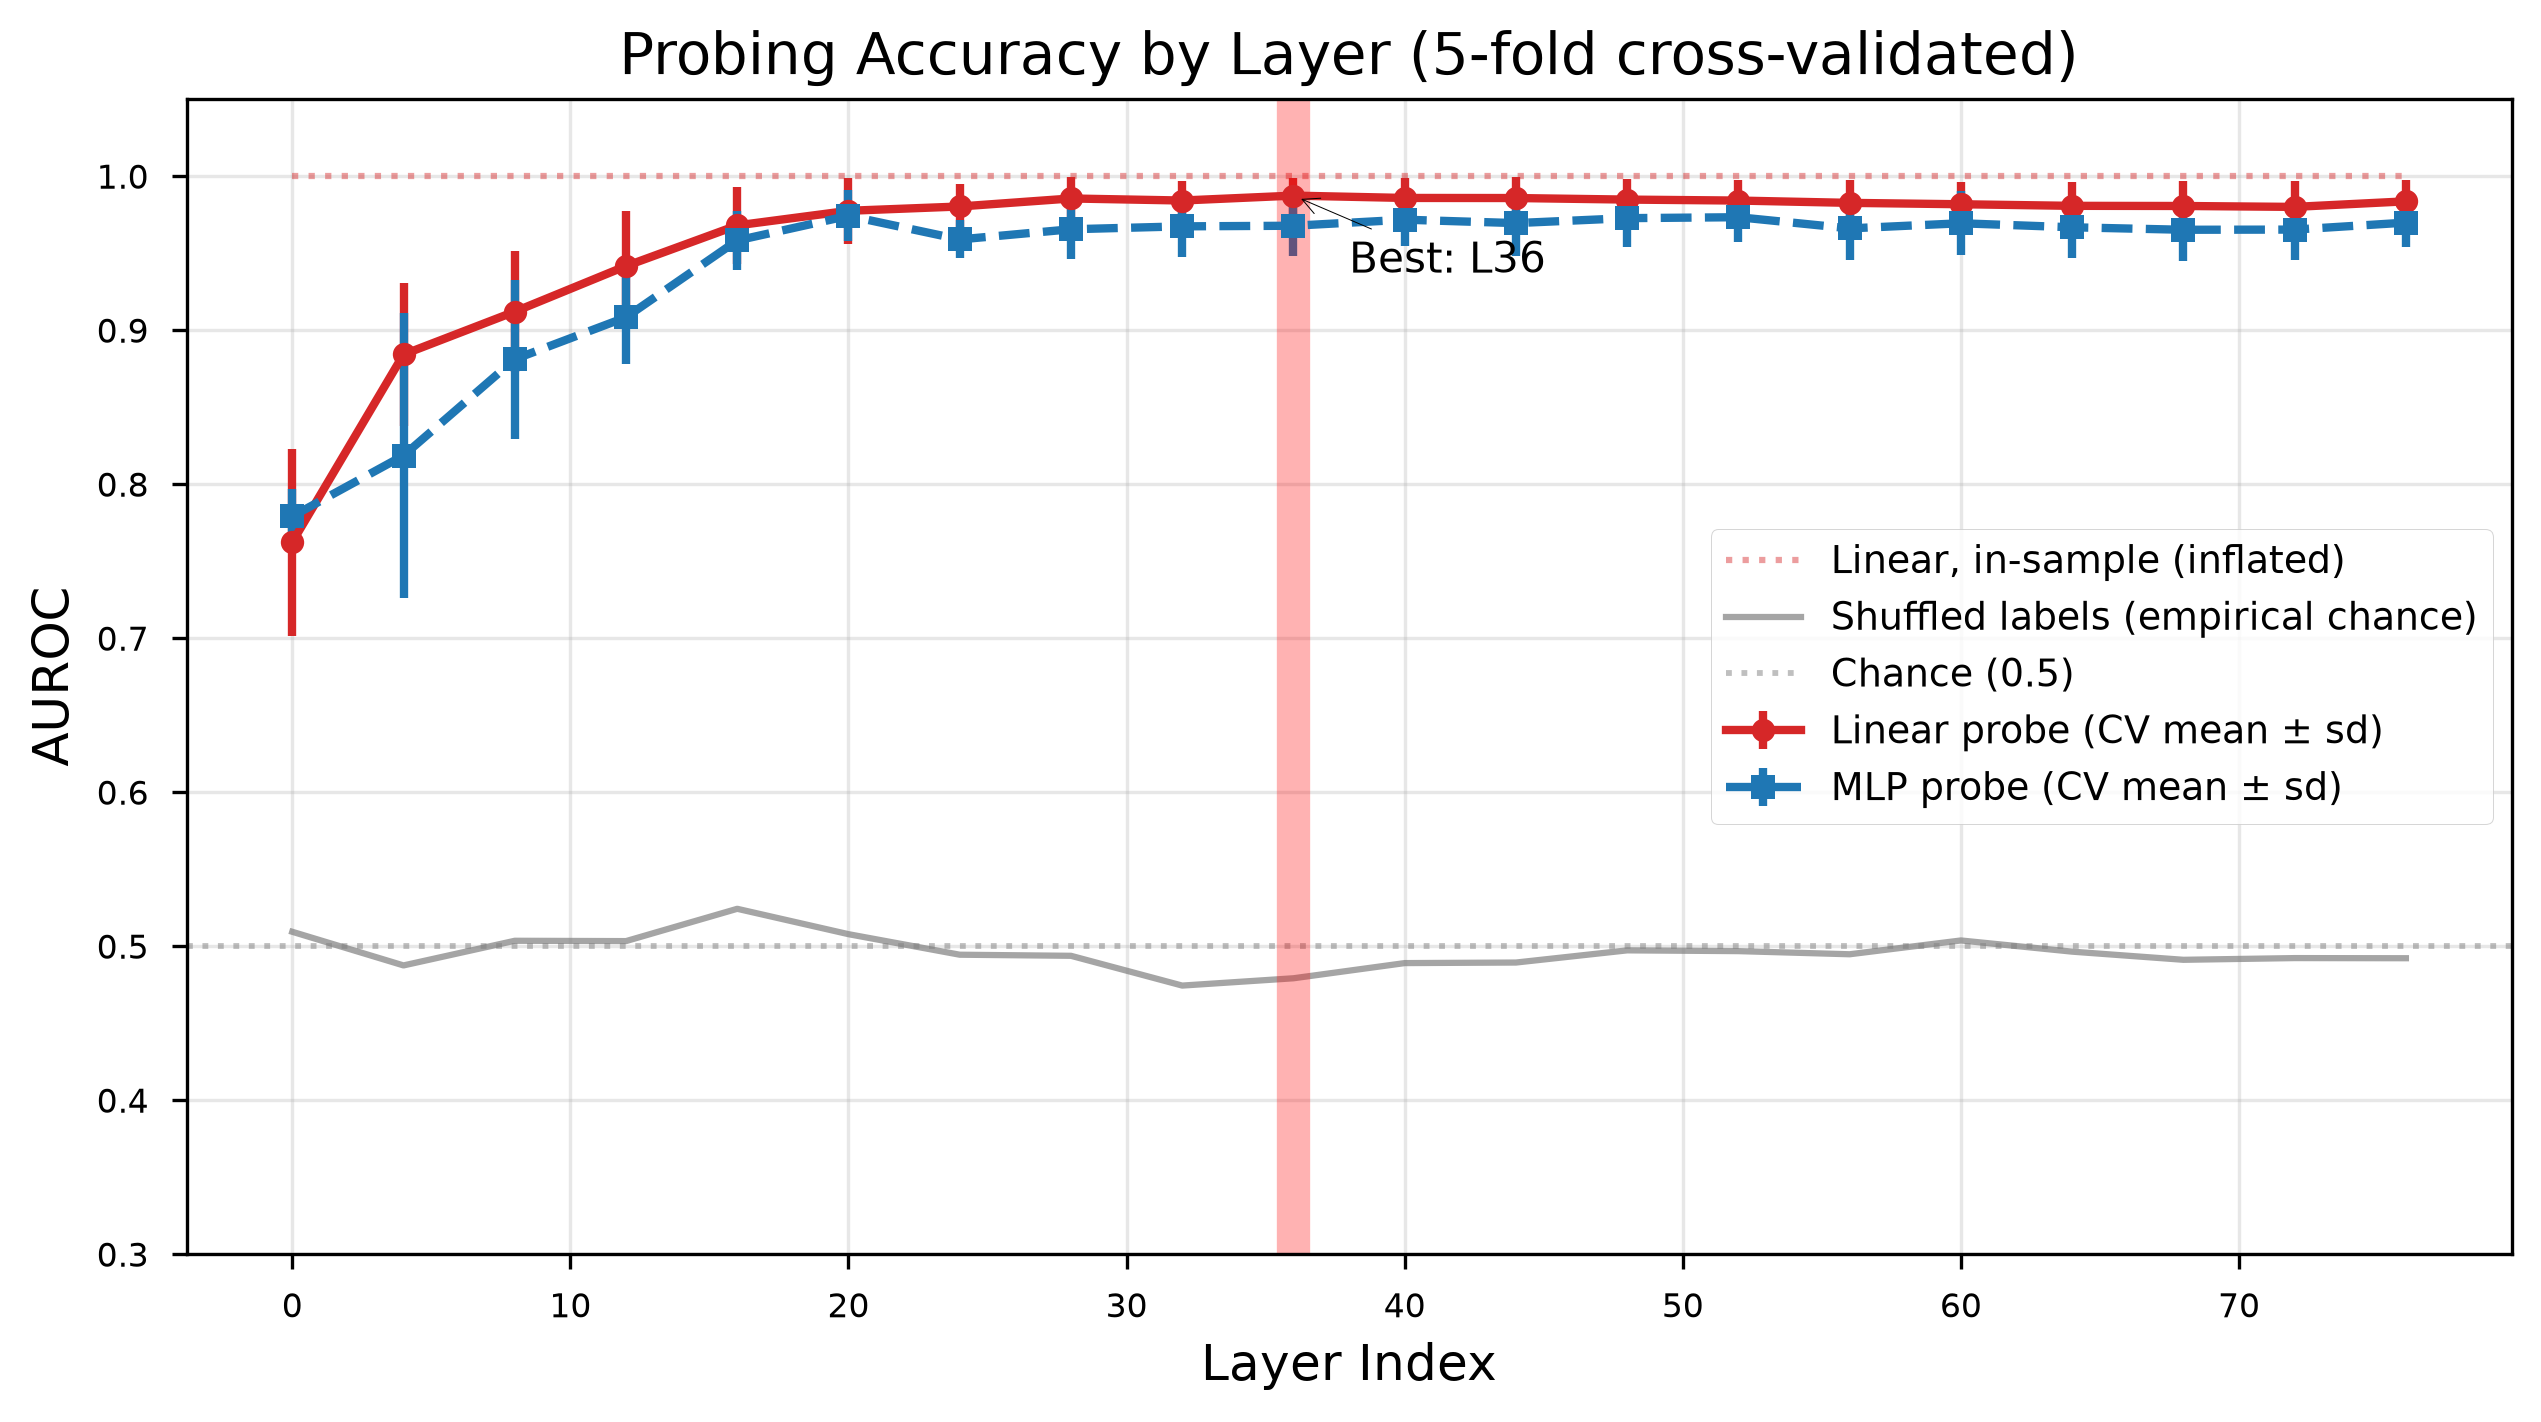 Probing Accuracy by Layer (5-fold cross-validated)
1.0
0.9
0.8
0.7
0.6
0.5
0.4
0.3
AUROC
Best: L36
Linear, in-sample (inflated)
Shuffled labels (empirical chance)
Chance (0.5)
Linear probe (CV mean ± sd)
MLP probe (CV mean ± sd)
0 10 20 30 40 50 60 70
Layer Index